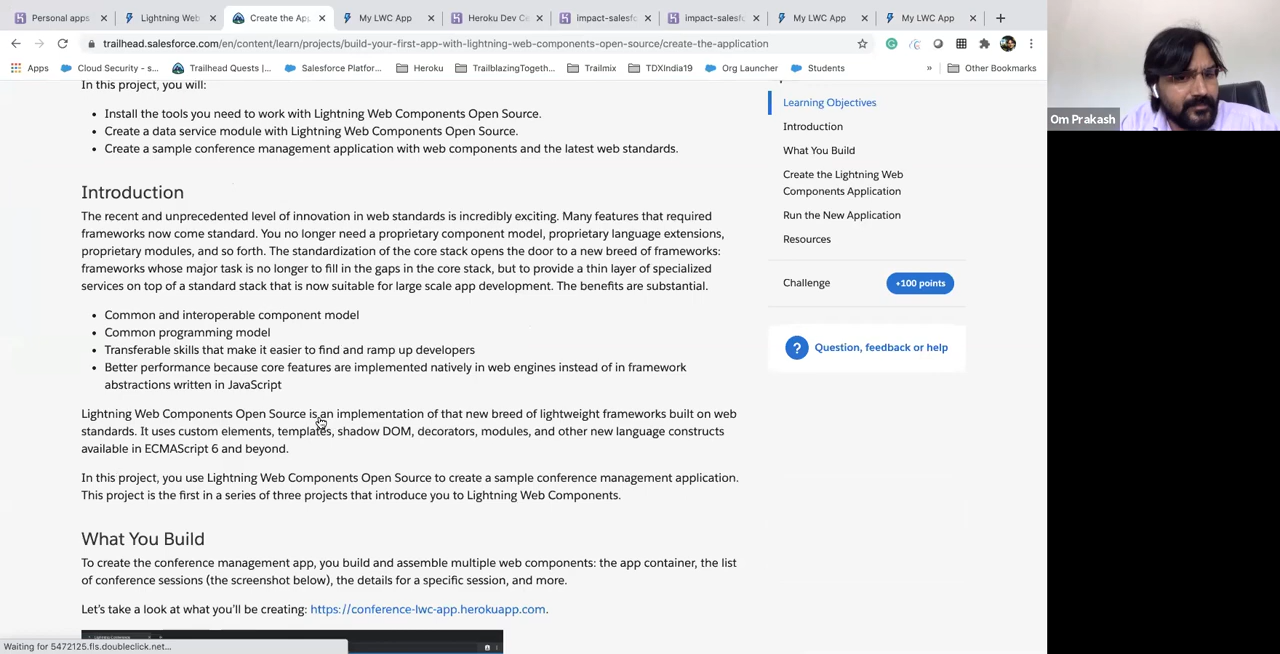 Personal apps
Lightning Web
Create the Ap
My LWC App
Heroku Dev Ce
impact-salesf
impact-salesf
My LWC App
My LWC App
trailhead.salesforce.com/en/content/learn/projects/build-your-first-app-with-lightning-web-components-open-source/create-the-application
Apps
Cloud Security - s...
Trailhead Quests |...
Salesforce Platfor...
Heroku
TrailblazingTogeth...
Trailmix
TDXIndia19
Org Launcher
Students
»
Other Bookmarks
In this project, you will:
• Install the tools you need to work with Lightning Web Components Open Source.
• Create a data service module with Lightning Web Components Open Source.
• Create a sample conference management application with web components and the latest web standards.
Introduction
The recent and unprecedented level of innovation in web standards is incredibly exciting. Many features that required
frameworks now come standard. You no longer need a proprietary component model, proprietary language extensions,
proprietary modules, and so forth. The standardization of the core stack opens the door to a new breed of frameworks:
frameworks whose major task is no longer to fill in the gaps in the core stack, but to provide a thin layer of specialized
services on top of a standard stack that is now suitable for large scale app development. The benefits are substantial.
• Common and interoperable component model
• Common programming model
• Transferable skills that make it easier to find and ramp up developers
• Better performance because core features are implemented natively in web engines instead of in framework
abstractions written in JavaScript
Lightning Web Components Open Source is an implementation of that new breed of lightweight frameworks built on web
standards. It uses custom elements, templates, shadow DOM, decorators, modules, and other new language constructs
available in ECMAScript 6 and beyond.
In this project, you use Lightning Web Components Open Source to create a sample conference management application.
This project is the first in a series of three projects that introduce you to Lightning Web Components.
What You Build
To create the conference management app, you build and assemble multiple web components: the app container, the list
of conference sessions (the screenshot below), the details for a specific session, and more.
Let's take a look at what you'll be creating: https://conference-lwc-app.herokuapp.com.
Waiting for 5472125.fls.doubleclick.net...
Learning Objectives
Introduction
What You Build
Create the Lightning Web
Components Application
Run the New Application
Resources
Challenge
+100 points
? Question, feedback or help
Om Prakash